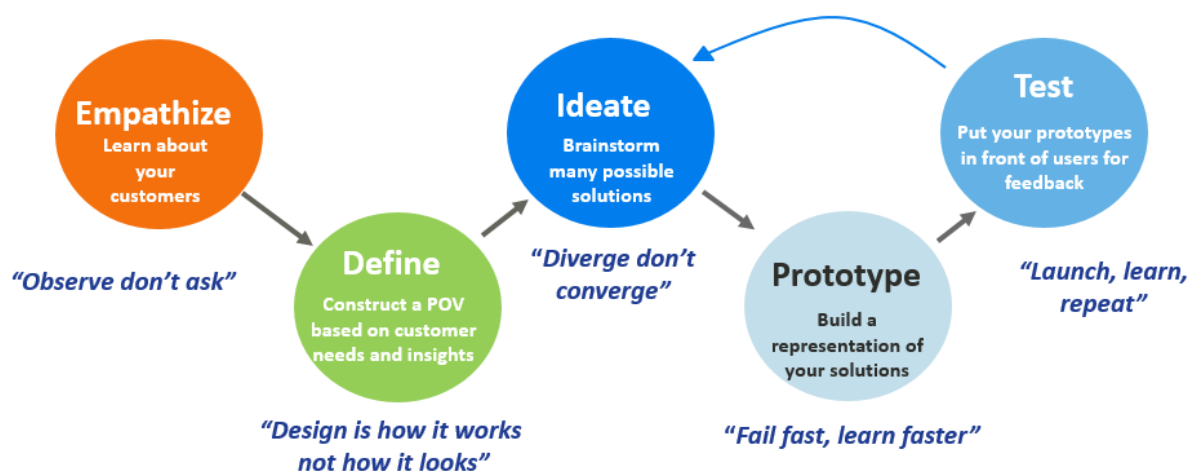 Empathize
Learn about
your
customers
“Observe don’t ask”
Define
Construct a POV
based on customer
needs and insights
“Design is how it works
not how it looks”
Ideate
Brainstorm
many possible
solutions
“Diverge don’t
converge”
Prototype
Build a
representation of
your solutions
“Fail fast, learn faster”
Test
Put your prototypes
in front of users for
feedback
“Launch, learn,
repeat”